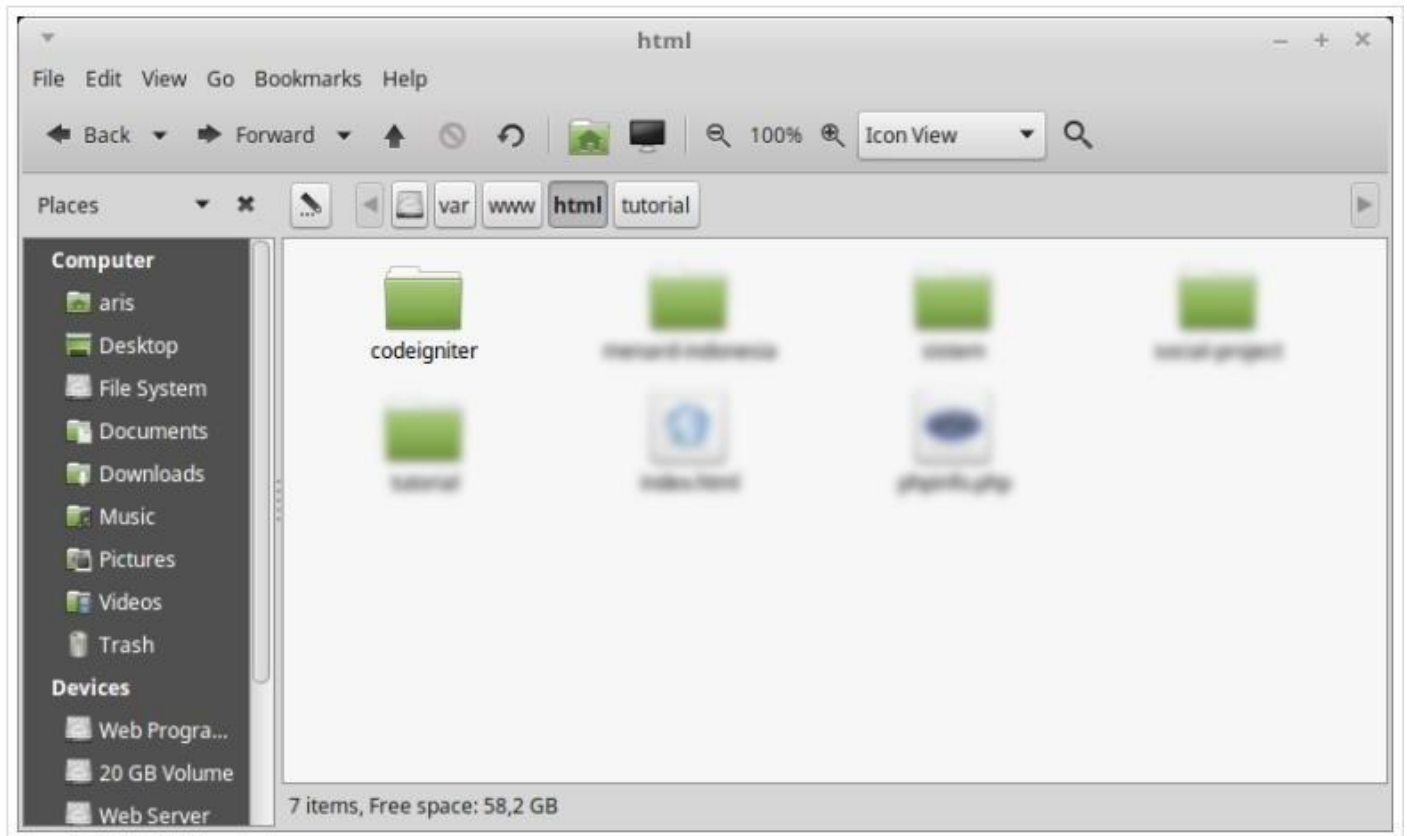 html
File Edit View Go Bookmarks Help
Back Forward 100% Icon View
Places var www html tutorial
Computer
aris
Desktop
File System
Documents
Downloads
Music
Pictures
Videos
Trash
Devices
Web Progra...
20 GB Volume
Web Server
codeigniter
7 items, Free space: 58,2 GB